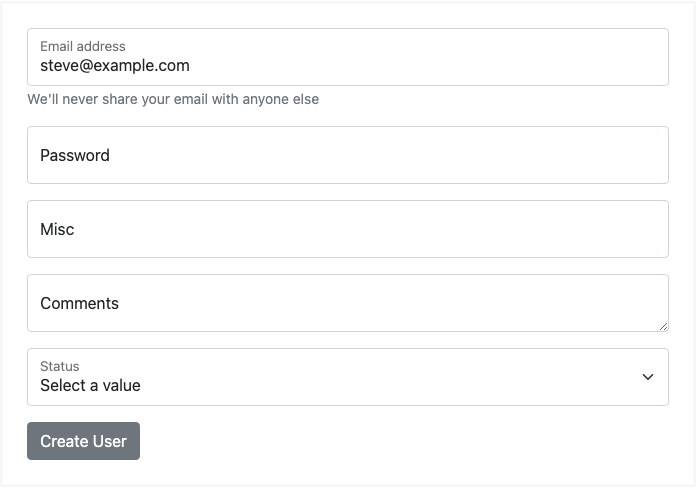 Email address
steve@example.com
We'll never share your email with anyone else
Password
Misc
Comments
Status
Select a value
Create User